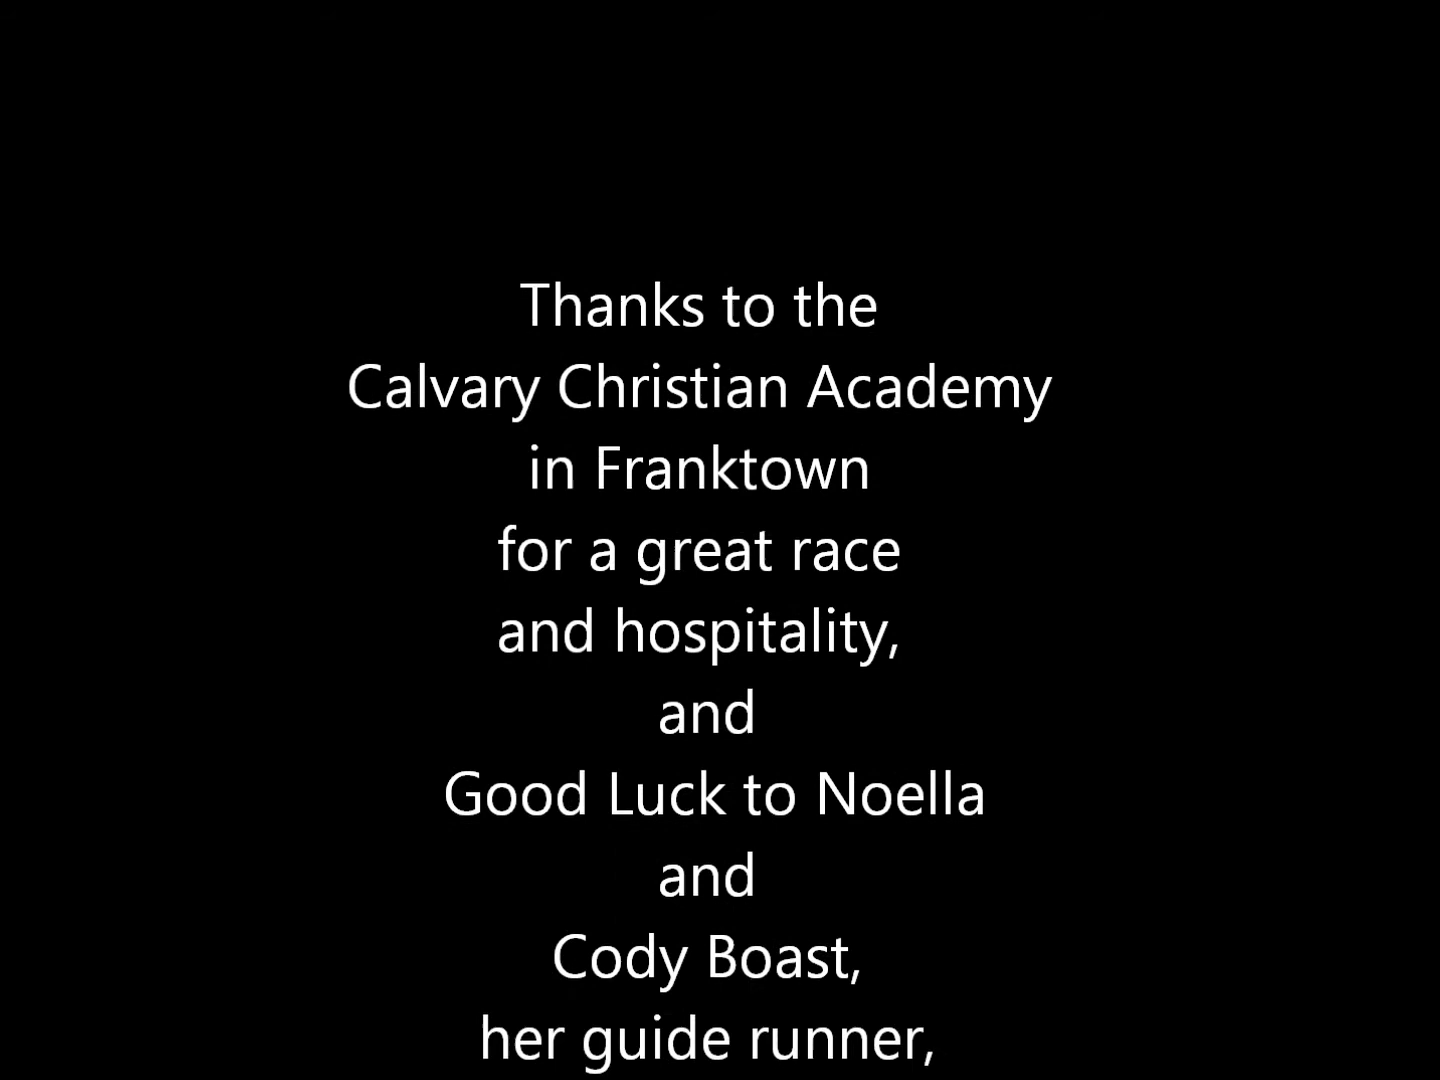 Thanks to the
Calvary Christian Academy
in Franktown
for a great race
and hospitality,
and
Good Luck to Noella
and
Cody Boast,
her guide runner,